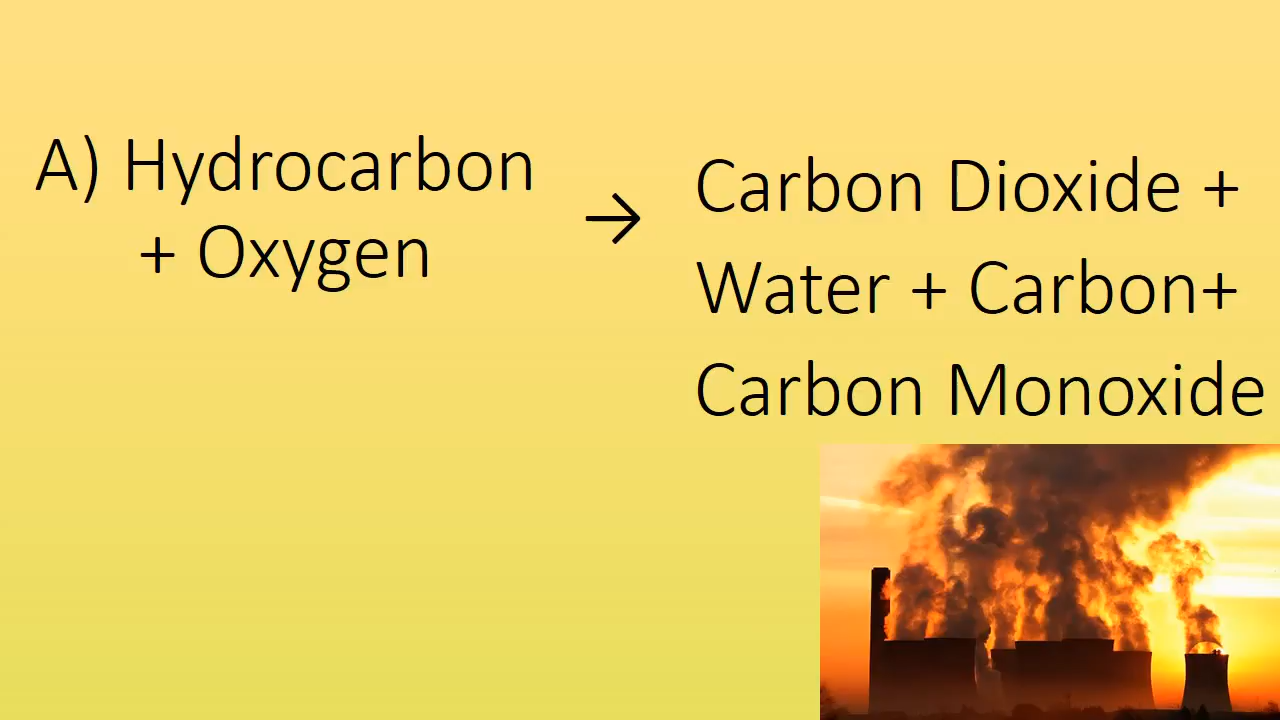 A) Hydrocarbon
+ Oxygen
→
Carbon Dioxide +
Water + Carbon+
Carbon Monoxide